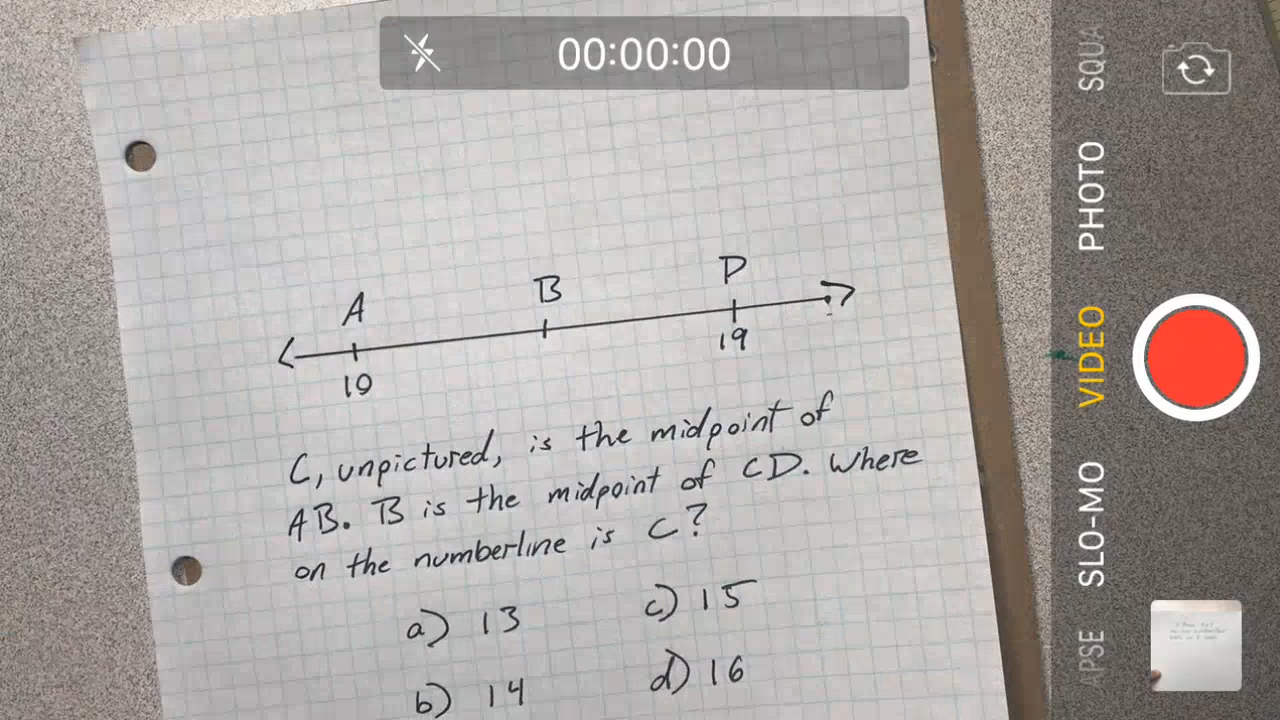 00:00:00
SQUA
PHOTO
VIDEO
SLO-MO
APSE
A B D
10 19
C, unpictured, is the midpoint of
AB. B is the midpoint of CD. Where
on the numberline is C?
a) 13 c) 15
b) 14 d) 16